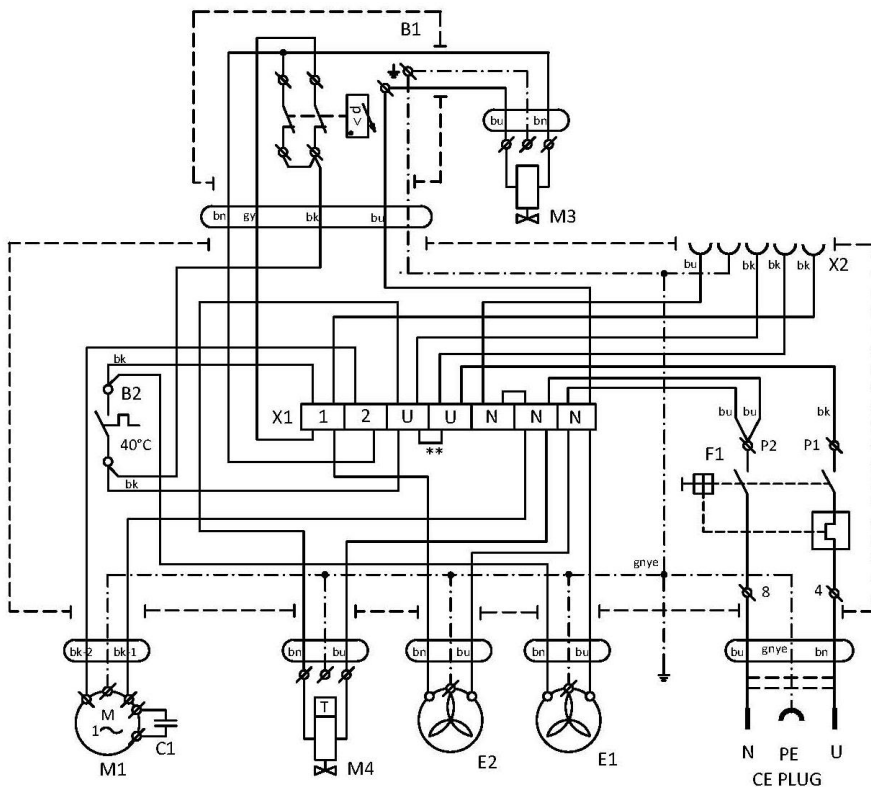 B1
P>
bu
bn
M3
bn
gy
bk
bu
bu
bk
bk
X2
bk
B2
X1
1
2
U
U
N
N
N
**
40°C
bk
bu
bu
bk
P2
P1
F1
gnye
8
4
bk-2
bk-1
bn
bu
bn
bu
bn
bu
bu
gnye
bn
M
1
C1
T
M1
M4
E2
E1
N
PE
U
CE PLUG